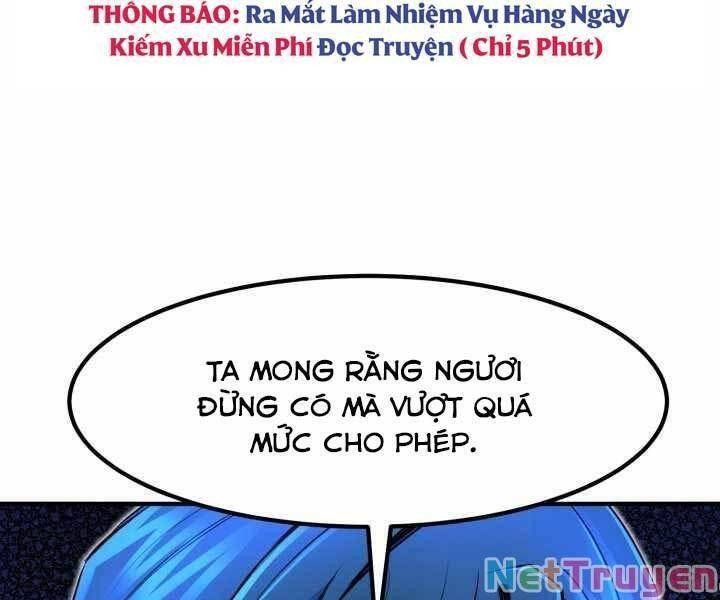 THÔNG BÁO: Ra Mắt Làm Nhiệm Vụ Hàng Ngày
Kiếm Xu Miễn Phí Đọc Truyện ( Chỉ 5 Phút)
TA MONG RẰNG NGƯƠI
ĐỪNG CÓ MÀ VƯỢT QUÁ
MỨC CHO PHÉP.
NetTruyen